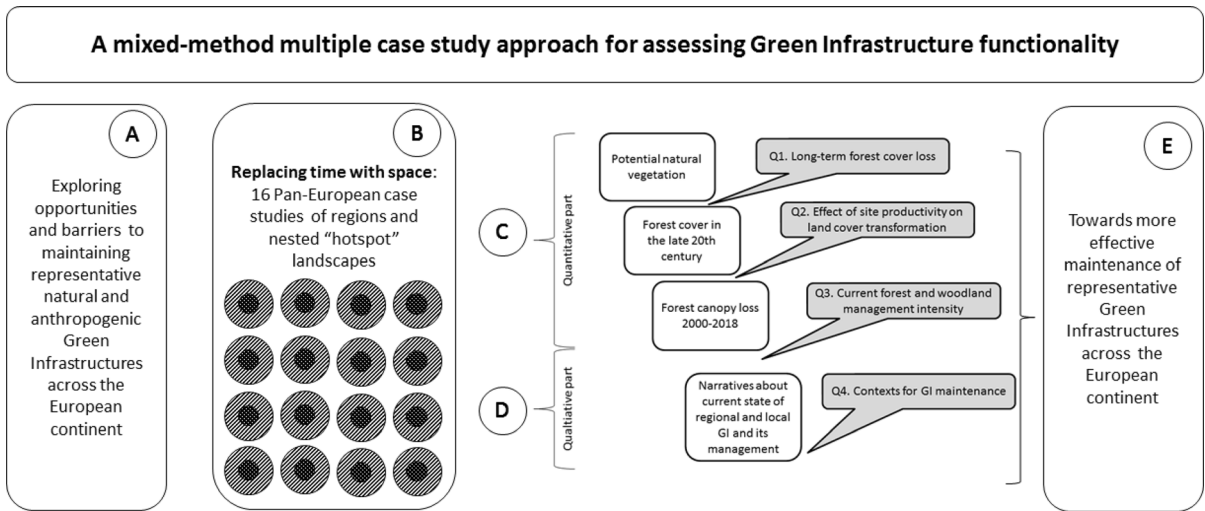 A mixed-method multiple case study approach for assessing Green Infrastructure functionality
A
Exploring
opportunities
and barriers to
maintaining
representative
natural and
anthropogenic
Green
Infrastructures
across the
European
continent
B
Replacing time with space:
16 Pan-European case
studies of regions and
nested “hotspot”
landscapes
C
Quantitative part
Potential natural
vegetation
Q1. Long-term forest cover loss
Forest cover in
the late 20th
century
Q2. Effect of site productivity on
land cover transformation
Forest canopy loss
2000-2018
Q3. Current forest and woodland
management intensity
D
Qualtiative part
Narratives about
current state of
regional and local
GI and its
management
Q4. Contexts for GI maintenance
E
Towards more
effective
maintenance of
representative
Green
Infrastructures
across the
European
continent